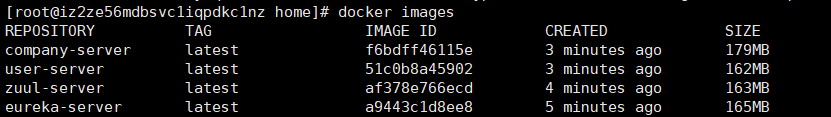 [root@iz2ze56mdbsvc1iqpdkc1nz home]# docker images
REPOSITORY TAG IMAGE ID CREATED SIZE
company-server latest f6bdff46115e 3 minutes ago 179MB
user-server latest 51c0b8a45902 3 minutes ago 162MB
zuul-server latest af378e766ecd 4 minutes ago 163MB
eureka-server latest a9443c1d8ee8 5 minutes ago 165MB